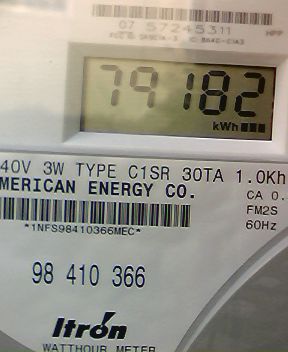 07 57245311
HPP
79182
kWh
40V 3W TYPE C1SR 30TA 1.0Kh
MERICAN ENERGY CO.
CA 0.
FM2S
60Hz
*1NFS98410366MEC*
98 410 366
Itron
WATTHOUR METER